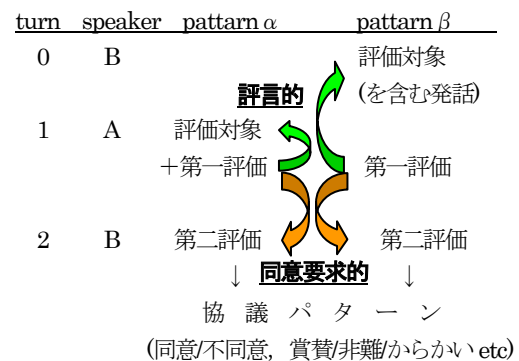 turn speaker pattarn α pattarn β
0 B 評価対象
評言的 (を含む発話)
1 A 評価対象
＋第一評価 第一評価
2 B 第二評価 第二評価
↓ 同意要求的 ↓
協 議 パ タ ー ン
(同意/不同意，賞賛/非難/からかい etc)